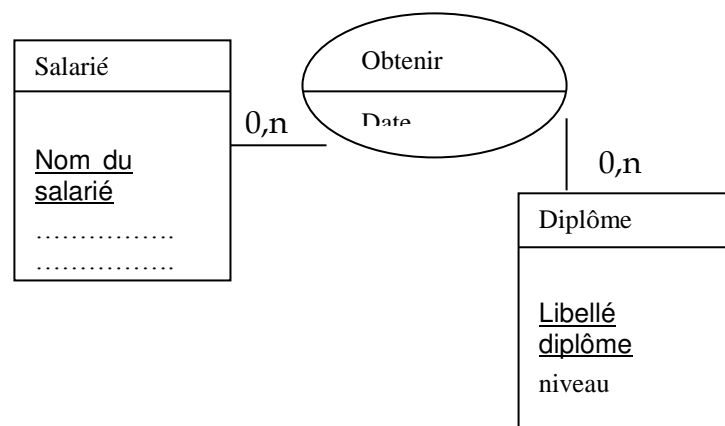 Salarié
Obtenir
Date
0,n
Nom du
salarié
................
................
0,n
Diplôme
Libellé
diplôme
niveau